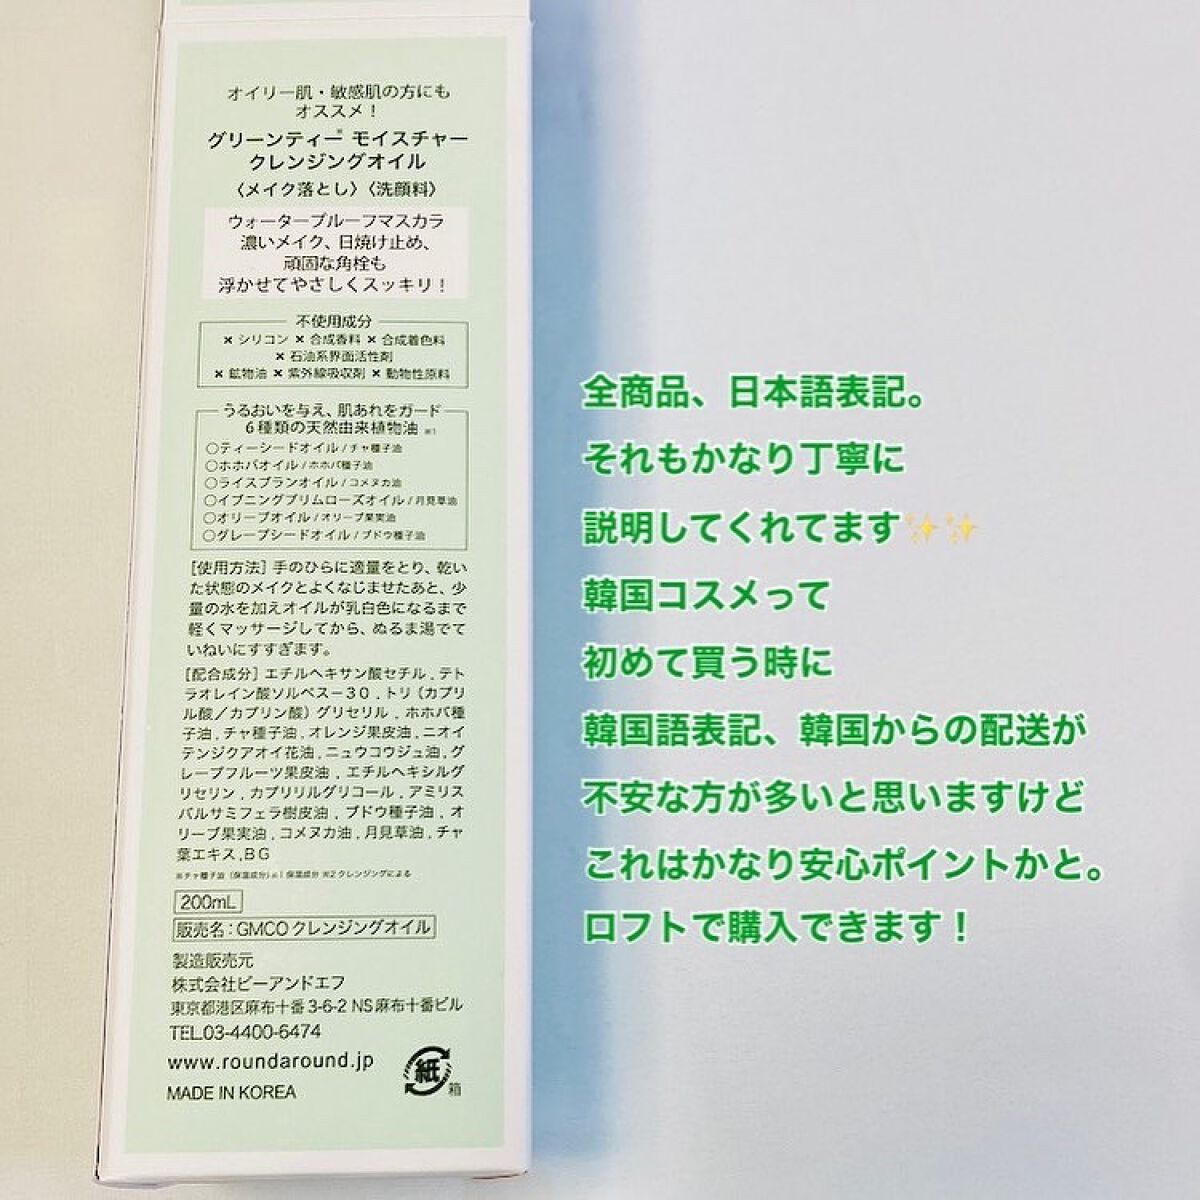 オイリー肌・敏感肌の方にも
オススメ！
グリーンティー※ モイスチャー
クレンジングオイル
〈メイク落とし〉〈洗顔料〉
ウォータープルーフマスカラ
濃いメイク、日焼け止め、
頑固な角栓も
浮かせてやさしくスッキリ！
不使用成分
× シリコン × 合成香料 × 合成着色料
× 石油系界面活性剤
× 鉱物油 × 紫外線吸収剤 × 動物性原料
うるおいを与え、肌あれをガード
6種類の天然由来植物油 ※1
○ティーシードオイル/チャ種子油
○ホホバオイル/ホホバ種子油
○ライスブランオイル/コメヌカ油
○イブニングプリムローズオイル/月見草油
○オリーブオイル/オリーブ果実油
○グレープシードオイル/ブドウ種子油
［使用方法］手のひらに適量をとり、乾い
た状態のメイクとよくなじませたあと、少
量の水を加えオイルが乳白色になるまで
軽くマッサージしてから、ぬるま湯でて
いねいにすすぎます。
［配合成分］エチルヘキサン酸セチル , テト
ラオレイン酸ソルベス－30 , トリ（カプリ
ル酸／カプリン酸）グリセリル , ホホバ種
子油 , チャ種子油 , オレンジ果皮油 , ニオイ
テンジクアオイ花油 , ニュウコウジュ油 , グ
レープフルーツ果皮油 , エチルヘキシルグ
リセリン , カプリリルグリコール , アミリス
バルサミフェラ樹皮油 , ブドウ種子油 , オ
リーブ果実油 , コメヌカ油 , 月見草油 , チャ
葉エキス , BG
※チャ種子油（保湿成分） ※1 保湿成分 ※2 クレンジングによる
200mL
販売名：GMCOクレンジングオイル
製造販売元
株式会社ビーアンドエフ
東京都港区麻布十番3-6-2 NS麻布十番ビル
TEL.03-4400-6474
www.roundaround.jp
MADE IN KOREA
紙
箱
全商品、日本語表記。
それもかなり丁寧に
説明してくれてます✨✨
韓国コスメって
初めて買う時に
韓国語表記、韓国からの配送が
不安な方が多いと思いますけど
これはかなり安心ポイントかと。
ロフトで購入できます！